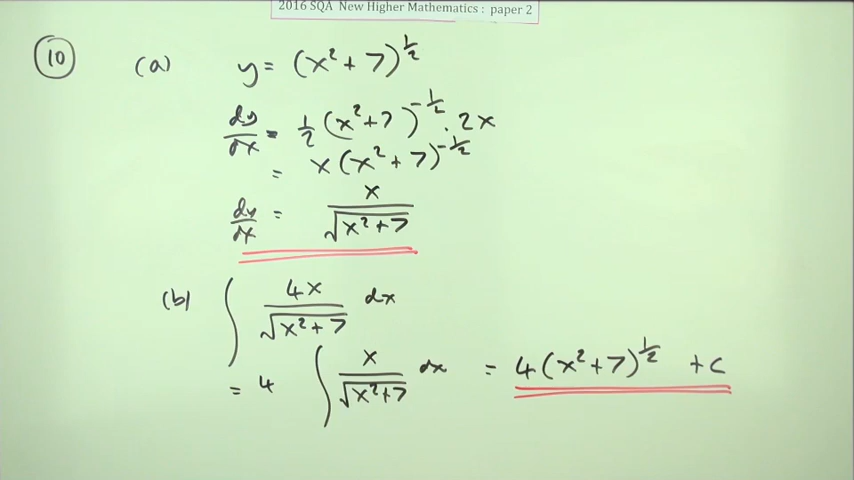 2016 SQA New Higher Mathematics : paper 2
10 (a) y = (x² + 7)^½
dy/dx = ½ (x² + 7)^-½ . 2x
= x (x² + 7)^-½
dy/dx = x/√(x² + 7)
(b) ∫ 4x/√(x² + 7) dx
= 4 ∫ x/√(x² + 7) dx = 4(x² + 7)^½ + c